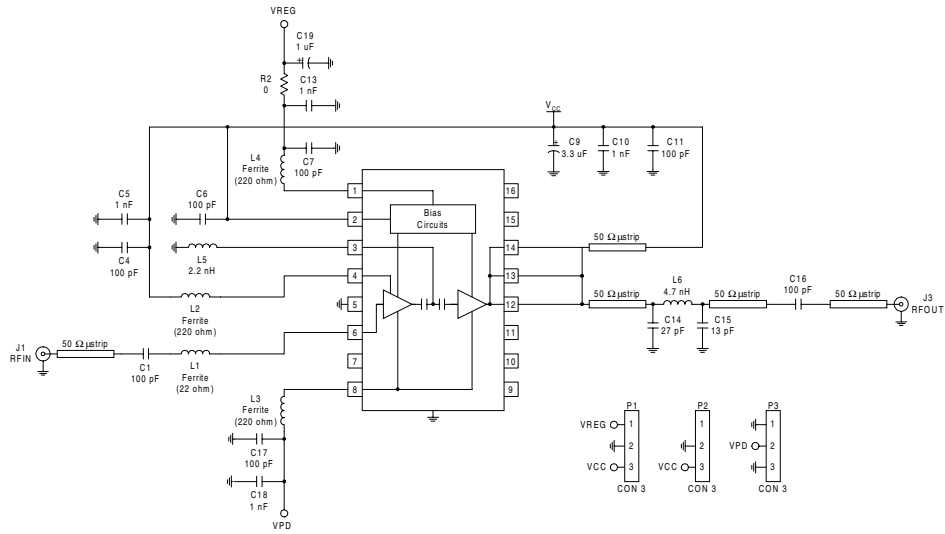 VREG
C19
1 uF
+
R2
0
C13
1 nF
V_CC
L4
Ferrite
(220 ohm)
C7
100 pF
+
C9
3.3 uF
C10
1 nF
C11
100 pF
C5
1 nF
C6
100 pF
1
16
Bias
Circuits
2
15
C4
100 pF
L5
2.2 nH
3
14
50 Ω µstrip
4
13
L2
Ferrite
(220 ohm)
5
12
50 Ω µstrip
L6
4.7 nH
50 Ω µstrip
C16
100 pF
50 Ω µstrip
J3
RFOUT
C14
27 pF
C15
13 pF
6
11
J1
RFIN
50 Ω µstrip
C1
100 pF
L1
Ferrite
(22 ohm)
7
10
8
9
L3
Ferrite
(220 ohm)
C17
100 pF
C18
1 nF
VPD
P1
VREG
1
2
VCC
3
CON 3
P2
1
2
VCC
3
CON 3
P3
1
VPD
2
3
CON 3